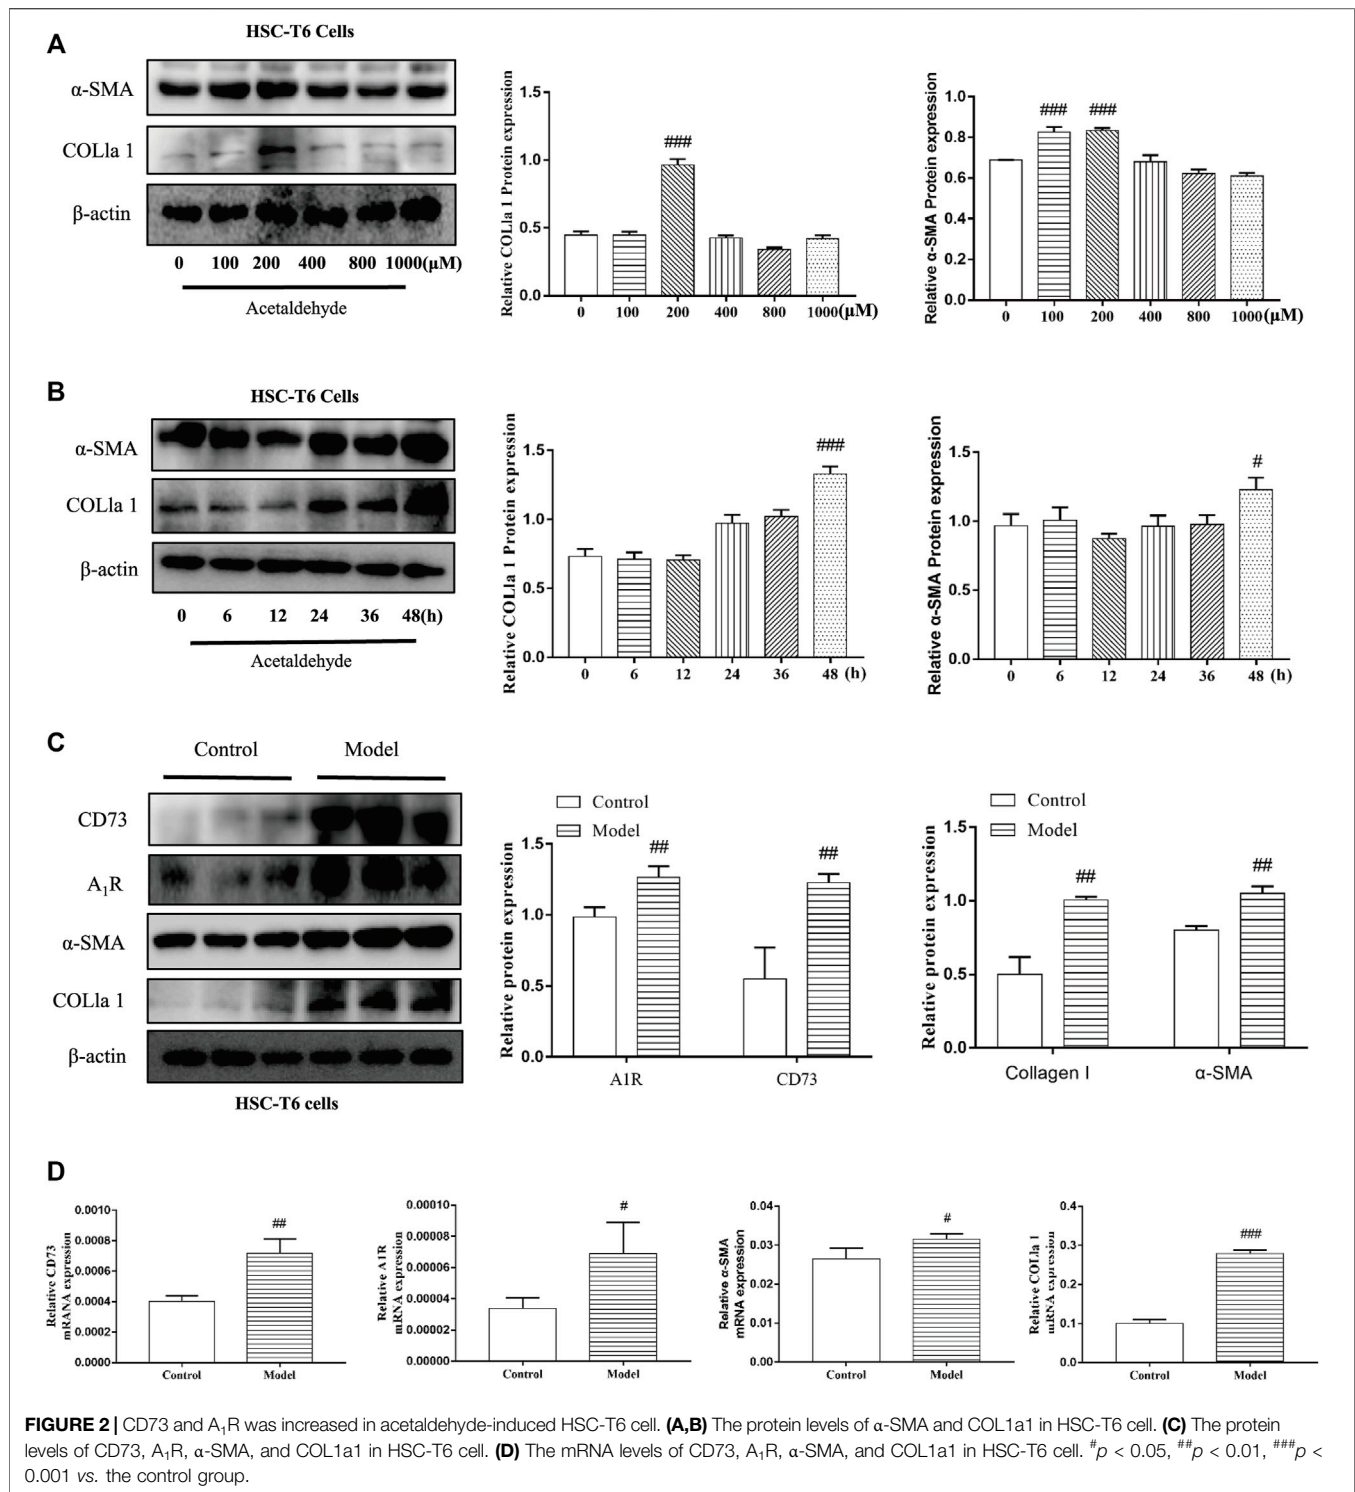 A
HSC-T6 Cells
α-SMA
COLla 1
β-actin
0 100 200 400 800 1000(μM)
Acetaldehyde
Relative COLla 1 Protein expression
1.5
1.0
0.5
0.0
###
0 100 200 400 800 1000(μM)
Relative α-SMA Protein expression
1.0
0.8
0.6
0.4
0.2
0.0
### ###
0 100 200 400 800 1000(μM)
B
HSC-T6 Cells
α-SMA
COLla 1
β-actin
0 6 12 24 36 48(h)
Acetaldehyde
Relative COLla 1 Protein expression
1.5
1.0
0.5
0.0
###
0 6 12 24 36 48 (h)
Relative α-SMA Protein expression
1.5
1.0
0.5
0.0
#
0 6 12 24 36 48 (h)
C
Control Model
CD73
A₁R
α-SMA
COLla 1
β-actin
HSC-T6 cells
Control
Model
Relative protein expression
1.5
1.0
0.5
0.0
## ##
A1R CD73
Control
Model
Relative protein expression
1.5
1.0
0.5
0.0
## ##
Collagen I α-SMA
D
Relative CD73
mRANA expression
0.0010
0.0008
0.0006
0.0004
0.0002
0.0000
##
Control Model
Relative A1R
mRNA expression
0.00010
0.00008
0.00006
0.00004
0.00002
0.00000
#
Control Model
Relative α-SMA
mRNA expression
0.04
0.03
0.02
0.01
0.00
#
Control Model
Relative COLla 1
mRNA expression
0.4
0.3
0.2
0.1
0.0
###
Control Model
FIGURE 2 | CD73 and A₁R was increased in acetaldehyde-induced HSC-T6 cell. (A,B) The protein levels of α-SMA and COL1a1 in HSC-T6 cell. (C) The protein
levels of CD73, A₁R, α-SMA, and COL1a1 in HSC-T6 cell. (D) The mRNA levels of CD73, A₁R, α-SMA, and COL1a1 in HSC-T6 cell. #p < 0.05, ##p < 0.01, ###p <
0.001 vs. the control group.